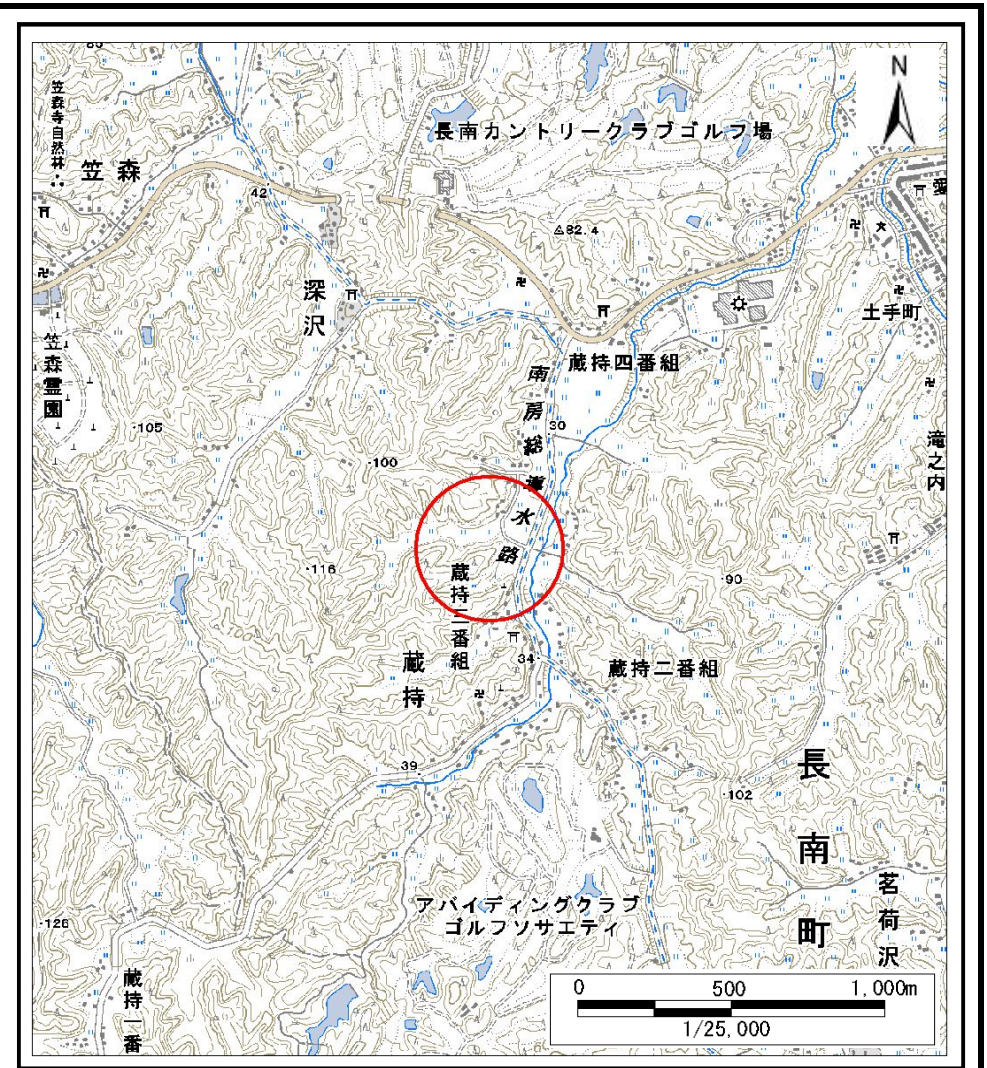 N
笠森寺自然林
笠森
長南カントリークラブゴルフ場
42
82.4
愛
深沢
土手町
笠森霊園
蔵持四番組
南房総導水路
30
105
100
滝之内
116
90
蔵持三番組
蔵持
34
蔵持二番組
39
102
長南町
茗荷沢
アバイディングクラブ
ゴルフソサエティ
126
蔵持一番
0 500 1,000m
1/25,000